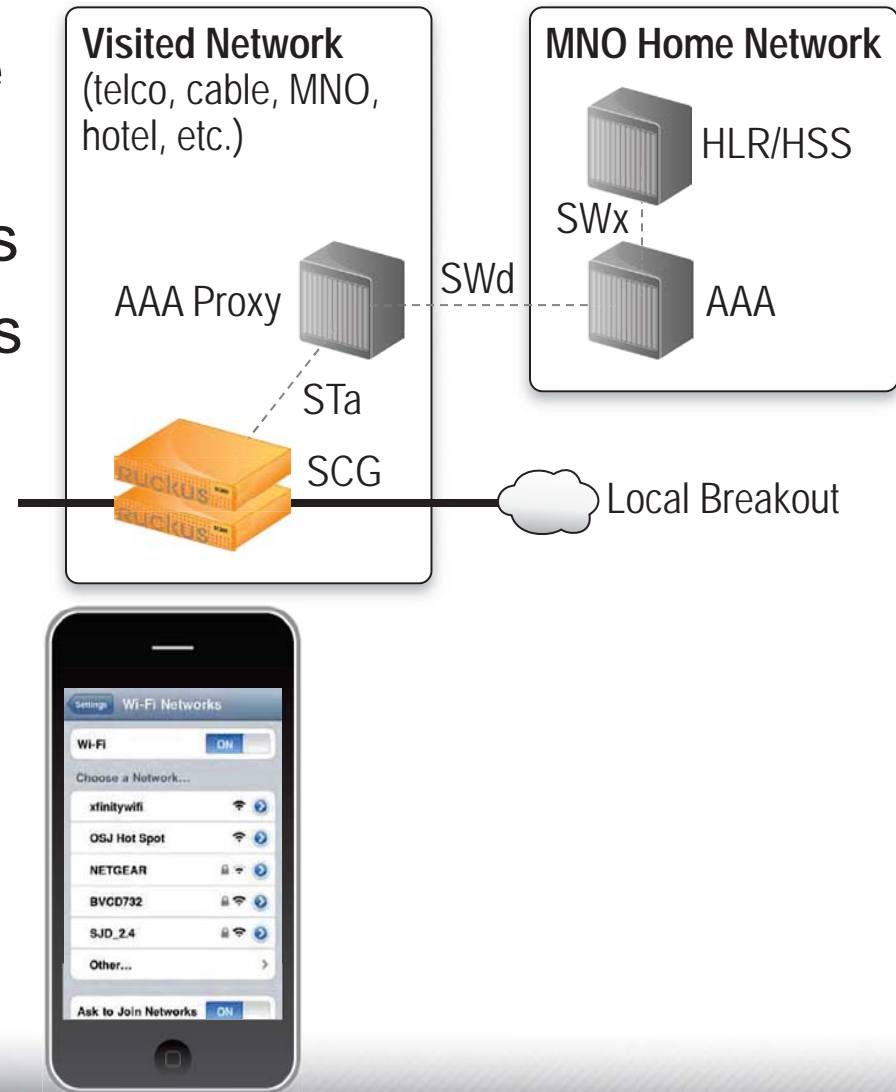 e
s
s
Visited Network
(telco, cable, MNO,
hotel, etc.)
MNO Home Network
HLR/HSS
SWx
AAA Proxy
SWd
AAA
STa
SCG
RUCKUS
RUCKUS
Local Breakout
Settings
Wi-Fi Networks
Wi-Fi
ON
Choose a Network...
xfinitywifi
OSJ Hot Spot
NETGEAR
BVCD732
SJD_2.4
Other...
Ask to Join Networks
ON